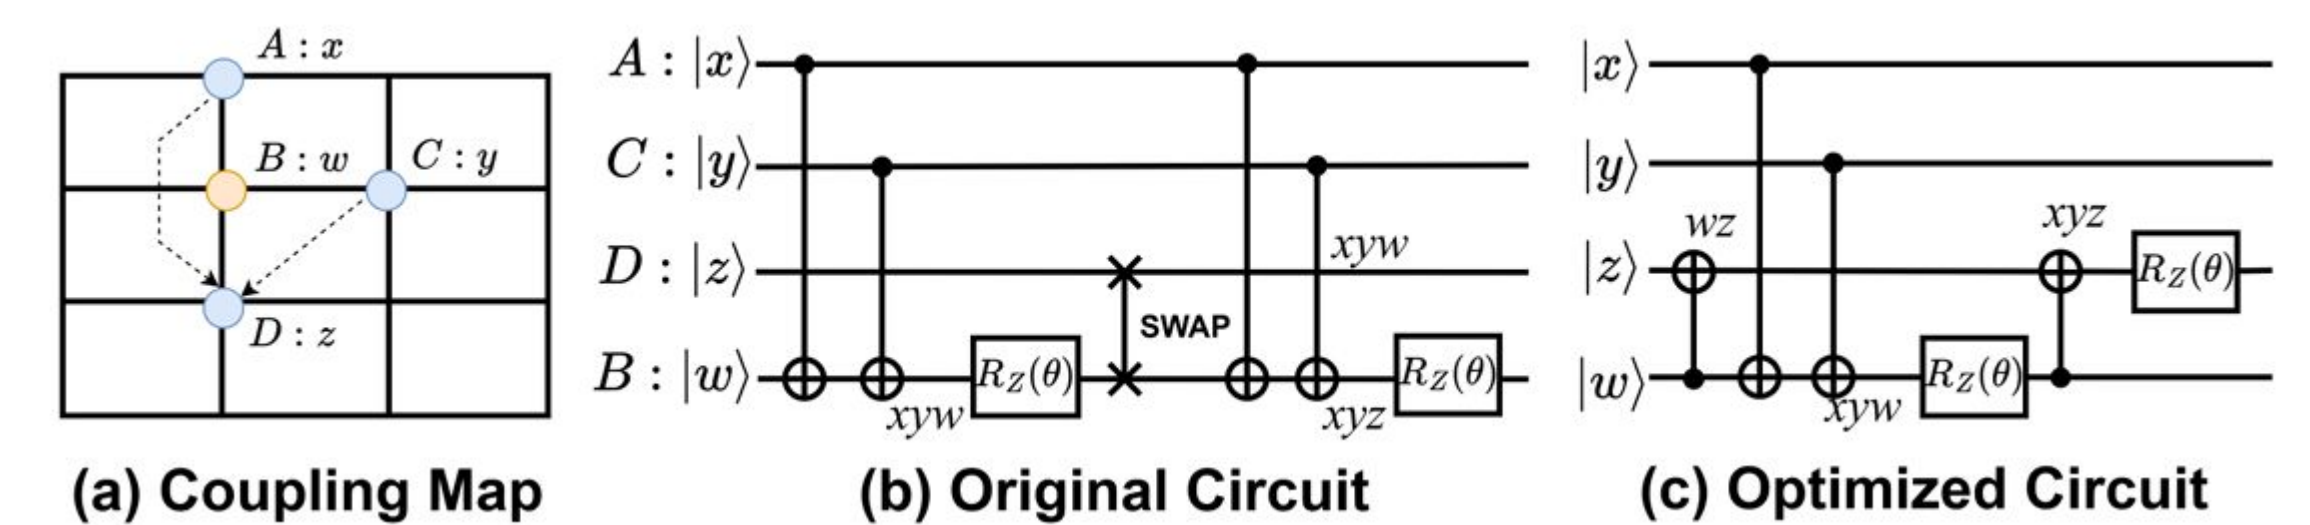 A : x
B : w
C : y
D : z
(a) Coupling Map
A : |x⟩
C : |y⟩
D : |z⟩
xyw
SWAP
B : |w⟩
R_Z(θ)
R_Z(θ)
xyw
xyz
(b) Original Circuit
|x⟩
|y⟩
wz
xyz
|z⟩
R_Z(θ)
|w⟩
R_Z(θ)
xyw
(c) Optimized Circuit